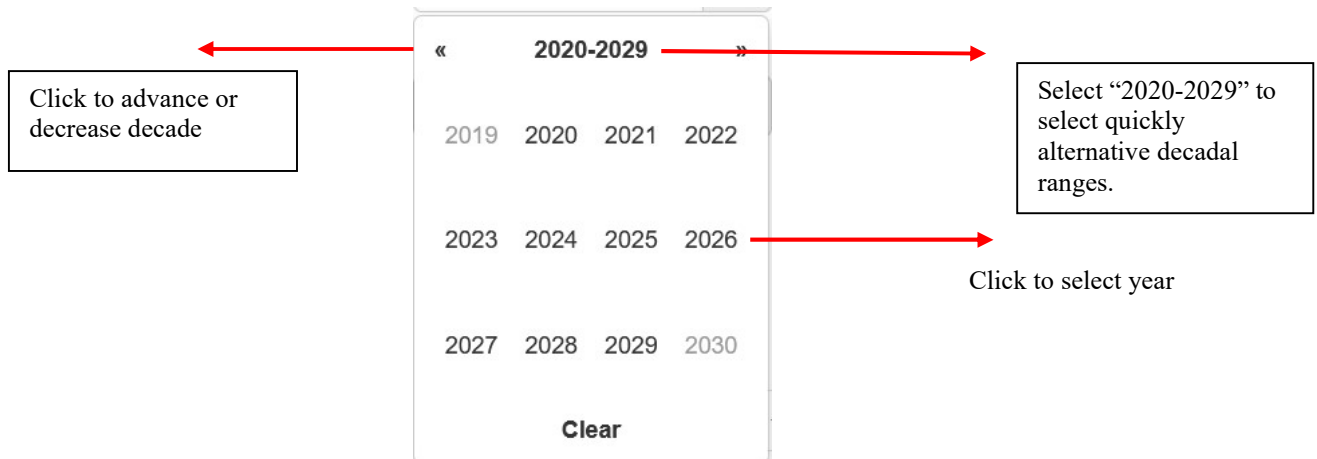 « 2020-2029 »
Click to advance or
decrease decade
Select “2020-2029” to
select quickly
alternative decadal
ranges.
2019 2020 2021 2022
2023 2024 2025 2026
Click to select year
2027 2028 2029 2030
Clear